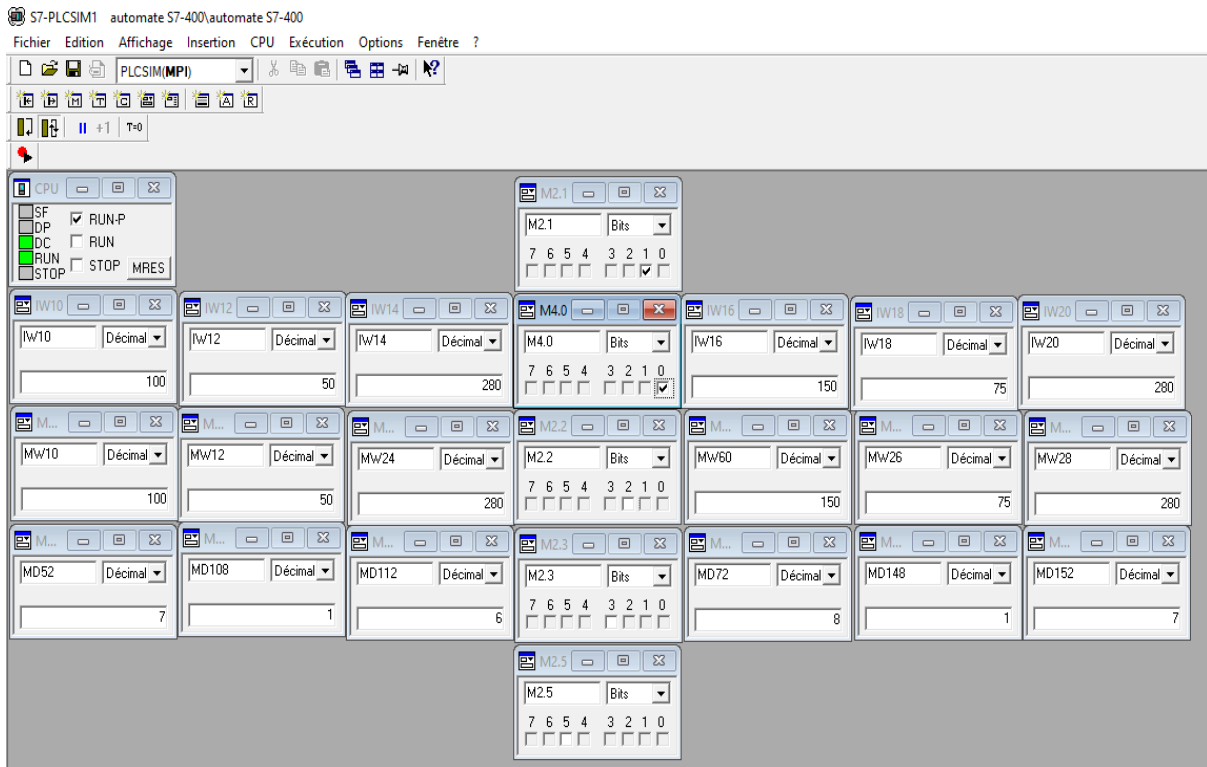 S7-PLCSIM1 automate S7-400\automate S7-400
Fichier Edition Affichage Insertion CPU Exécution Options Fenêtre ?
PLCSIM(MPI)
+1 T=0
CPU
SF
DP
DC
RUN
STOP
RUN-P
RUN
STOP MRES
M2.1
M2.1 Bits
7 6 5 4 3 2 1 0
IW10
IW10 Décimal
100
IW12
IW12 Décimal
50
IW14
IW14 Décimal
280
M4.0
M4.0 Bits
7 6 5 4 3 2 1 0
IW16
IW16 Décimal
150
IW18
IW18 Décimal
75
IW20
IW20 Décimal
280
M...
MW10 Décimal
100
M...
MW12 Décimal
50
M...
MW24 Décimal
280
M2.2
M2.2 Bits
7 6 5 4 3 2 1 0
M...
MW60 Décimal
150
M...
MW26 Décimal
75
M...
MW28 Décimal
280
M...
MD52 Décimal
7
M...
MD108 Décimal
1
M...
MD112 Décimal
6
M2.3
M2.3 Bits
7 6 5 4 3 2 1 0
M...
MD72 Décimal
8
M...
MD148 Décimal
1
M...
MD152 Décimal
7
M2.5
M2.5 Bits
7 6 5 4 3 2 1 0